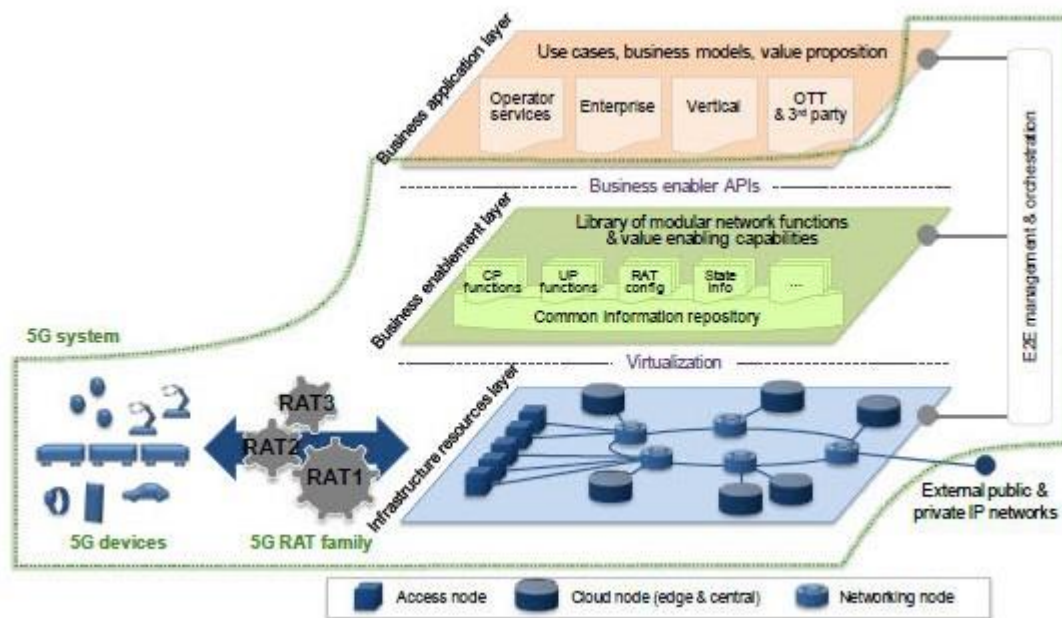 Business application layer
Use cases, business models, value proposition
Operator
services
Enterprise
Vertical
OTT
& 3rd party
Business enabler APIs
Business enablement layer
Library of modular network functions
& value enabling capabilities
CP
functions
UP
functions
RAT
config
State
info
...
Common information repository
E2E management & orchestration
Virtualization
5G system
RAT3
RAT2
RAT1
Infrastructure resources layer
External public &
private IP networks
5G devices
5G RAT family
Access node
Cloud node (edge & central)
Networking node